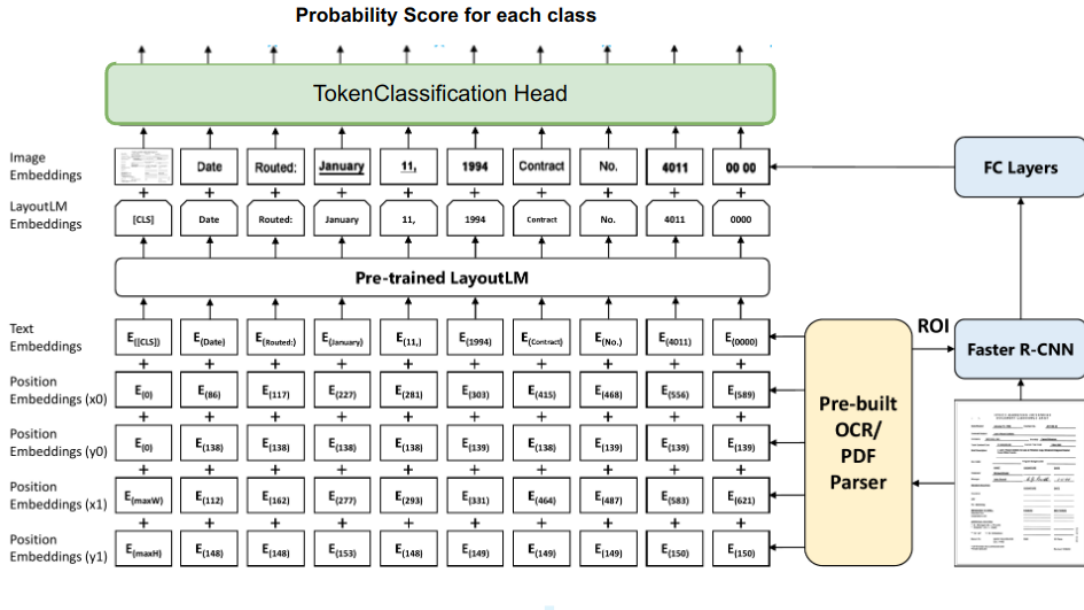 Probability Score for each class
TokenClassification Head
Image Embeddings
Date Routed: January 11, 1994 Contract No. 4011 00 00
FC Layers
LayoutLM Embeddings
[CLS] Date Routed: January 11, 1994 Contract No. 4011 0000
Pre-trained LayoutLM
Text Embeddings
E([CLS]) E(Date) E(Routed:) E(January) E(11,) E(1994) E(Contract) E(No.) E(4011) E(0000)
ROI
Faster R-CNN
Position Embeddings (x0)
E(0) E(86) E(117) E(227) E(281) E(303) E(415) E(468) E(556) E(589)
Position Embeddings (y0)
E(0) E(138) E(138) E(138) E(138) E(139) E(138) E(139) E(139) E(139)
Pre-built
OCR/
PDF
Parser
Position Embeddings (x1)
E(maxW) E(112) E(162) E(277) E(293) E(331) E(464) E(487) E(583) E(621)
Position Embeddings (y1)
E(maxH) E(148) E(148) E(153) E(148) E(149) E(149) E(149) E(150) E(150)